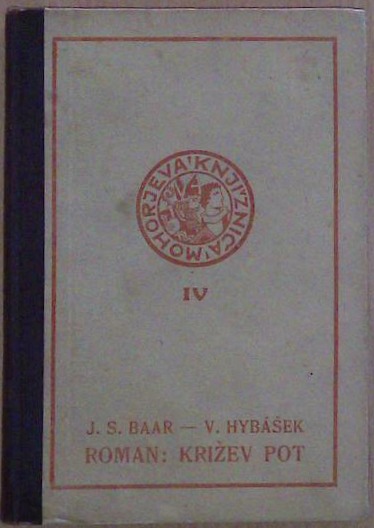 MOHORJEVA KNJIŽNICA
IV
J. S. BAAR — V. HYBÁŠEK
ROMAN: KRIŽEV POT